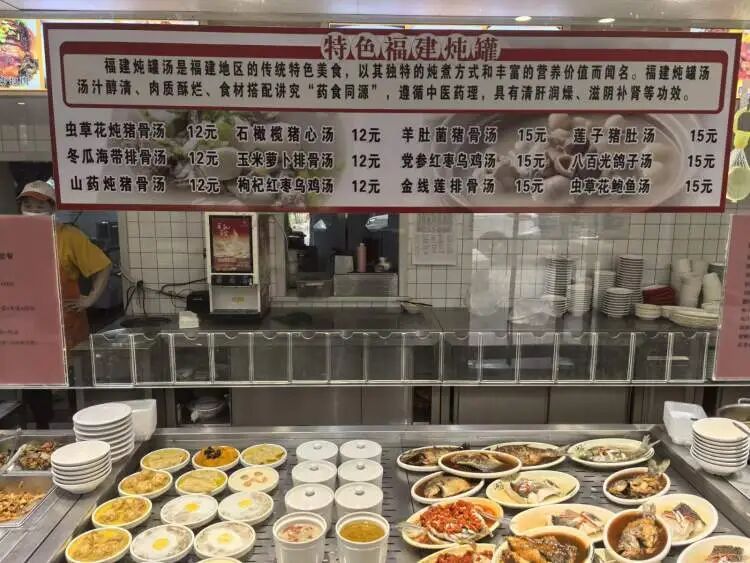 特色福建炖罐
福建炖罐汤是福建地区的传统特色美食，以其独特的炖煮方式和丰富的营养价值而闻名。福建炖罐汤
汤汁醇清、肉质酥烂、食材搭配讲究“药食同源”，遵循中医药理，具有清肝润燥、滋阴补肾等功效。
虫草花炖猪骨汤 12元 石橄榄猪心汤 12元 羊肚菌猪骨汤 15元 莲子猪肚汤 15元
冬瓜海带排骨汤 12元 玉米萝卜排骨汤 12元 党参红枣乌鸡汤 15元 八百光鸽子汤 15元
山药炖猪骨汤 12元 枸杞红枣乌鸡汤 12元 金线莲排骨汤 15元 虫草花鲍鱼汤 15元